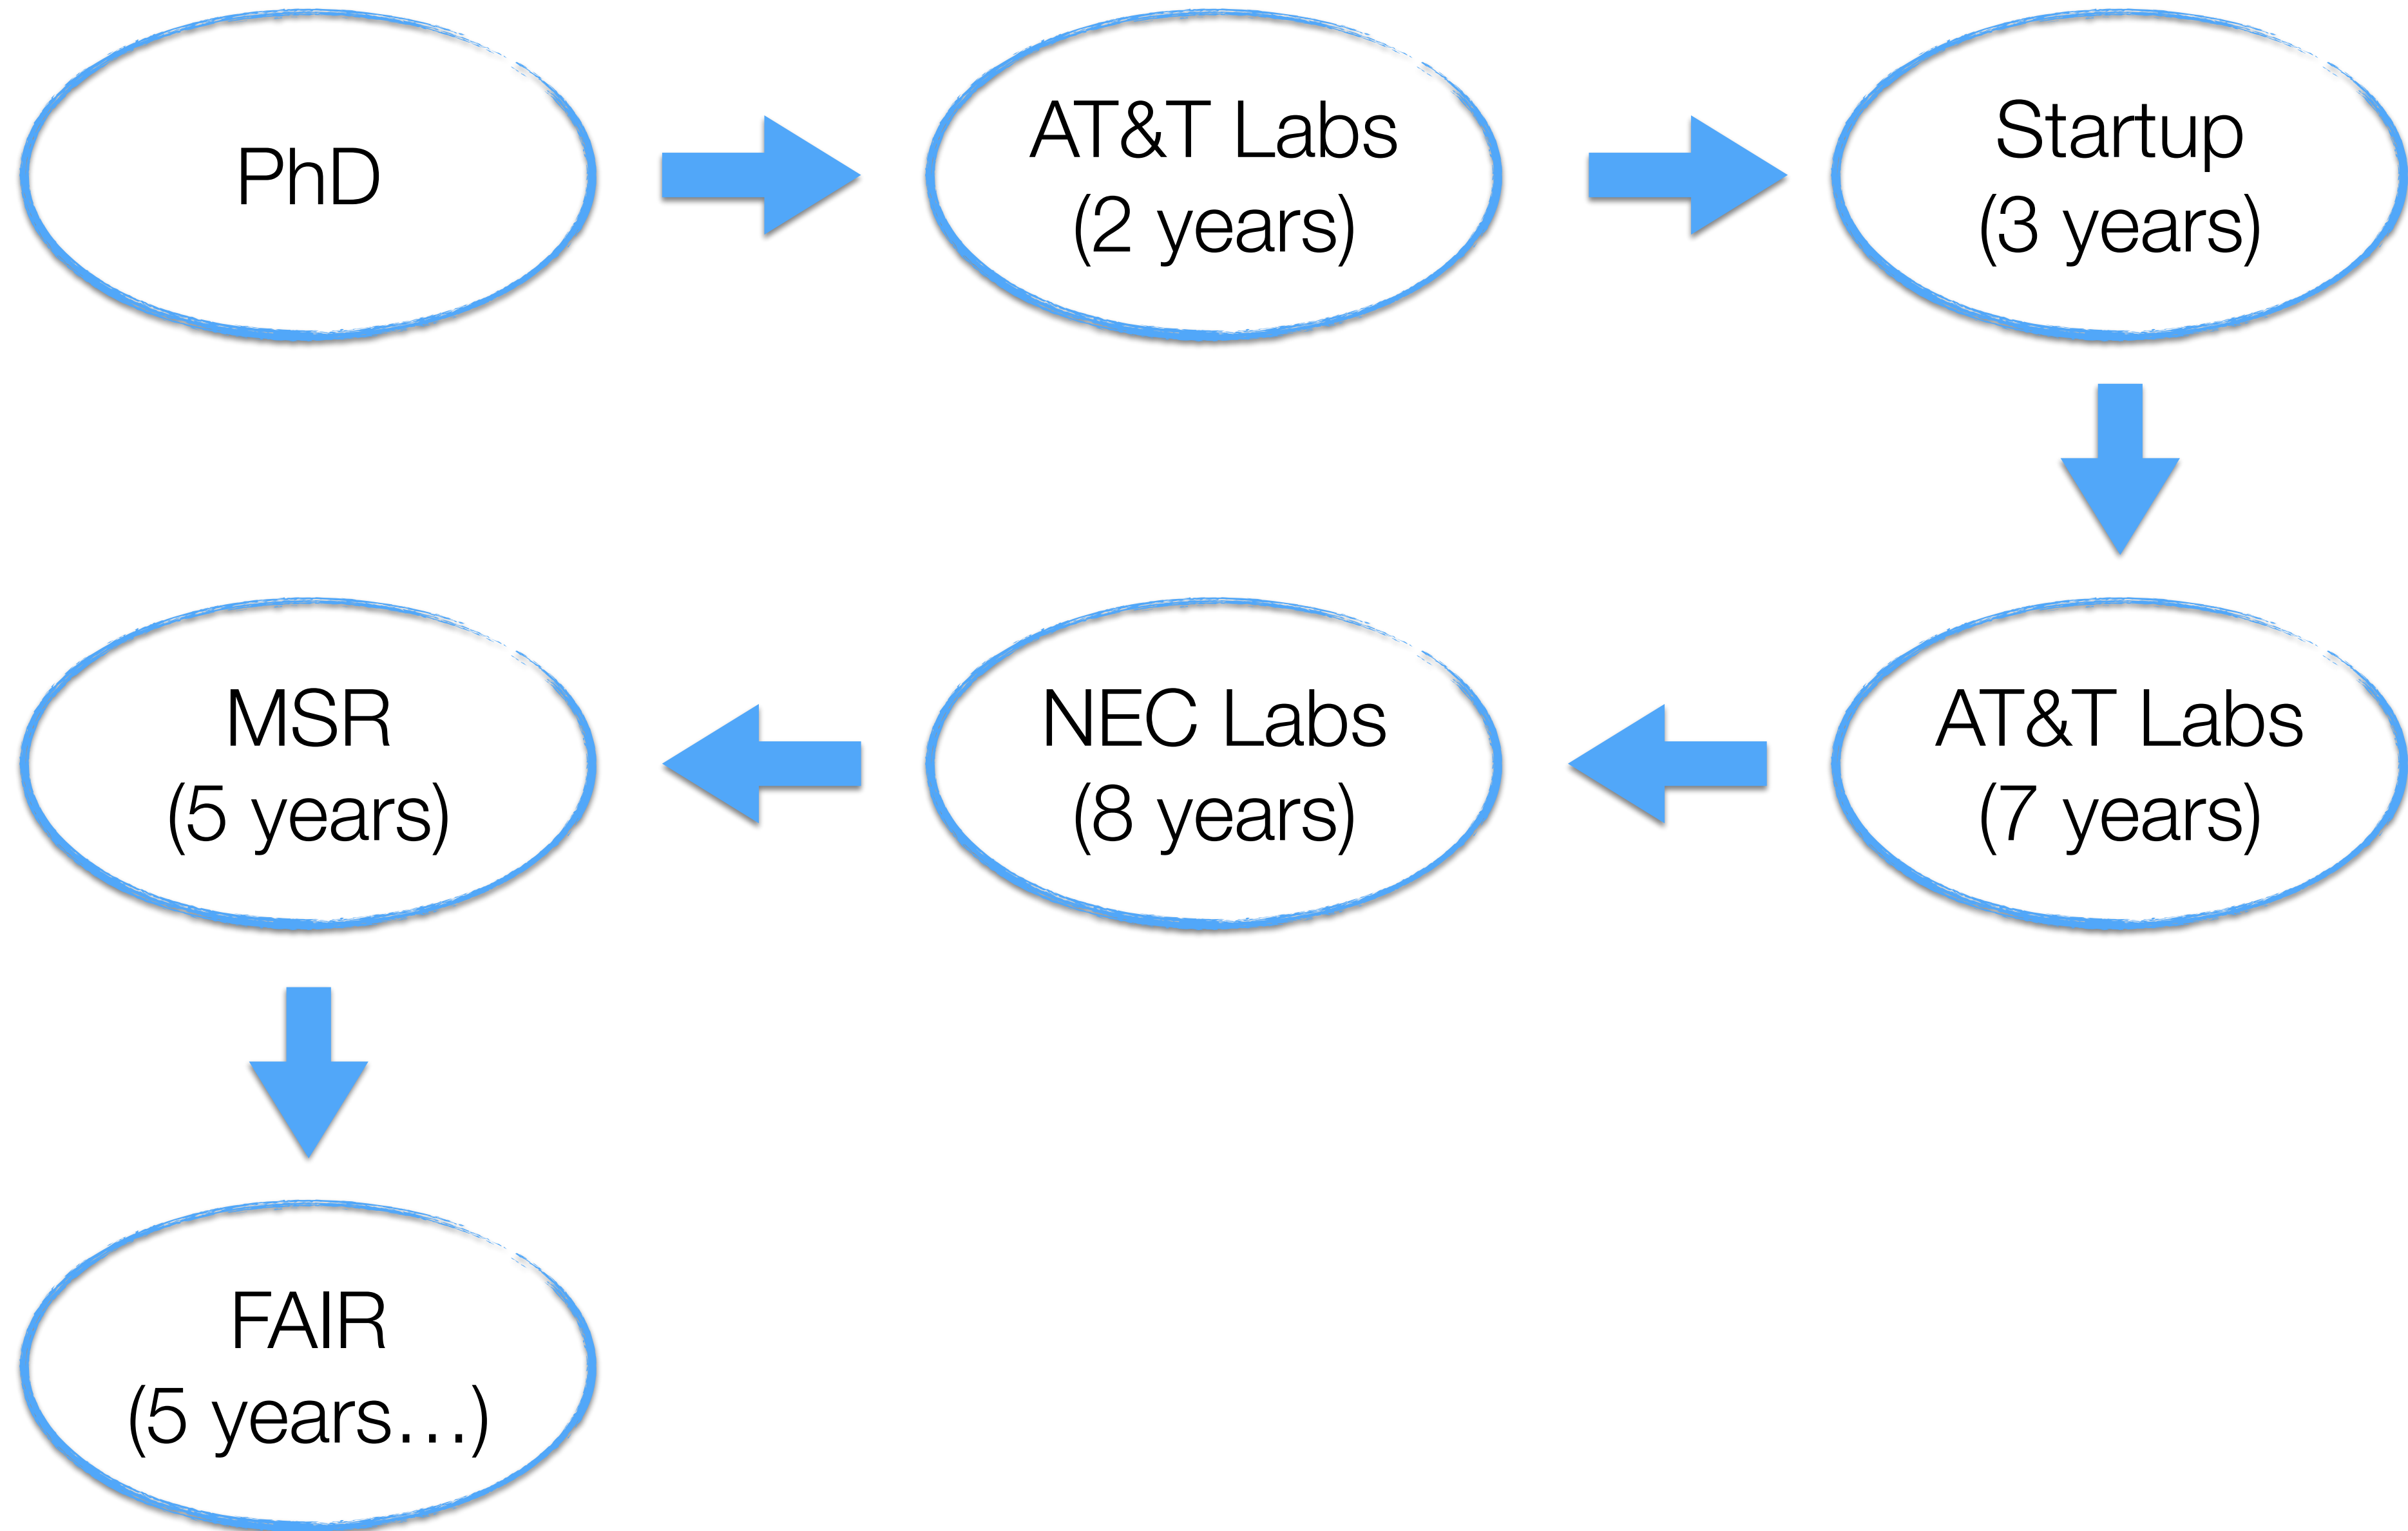 PhD
AT&T Labs
(2 years)
Startup
(3 years)
AT&T Labs
(7 years)
NEC Labs
(8 years)
MSR
(5 years)
FAIR
(5 years...)